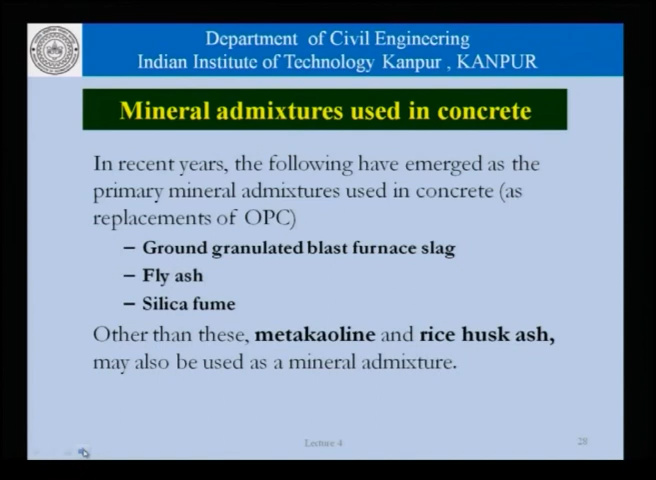 Department of Civil Engineering
Indian Institute of Technology Kanpur , KANPUR
Mineral admixtures used in concrete
In recent years, the following have emerged as the
primary mineral admixtures used in concrete (as
replacements of OPC)
– Ground granulated blast furnace slag
– Fly ash
– Silica fume
Other than these, metakaoline and rice husk ash,
may also be used as a mineral admixture.
Lecture 4
28